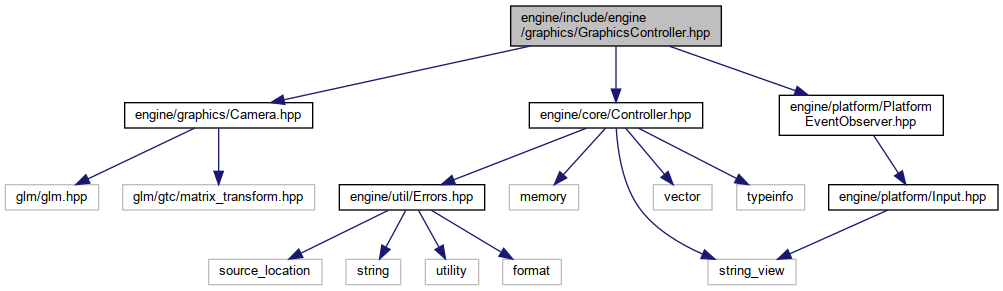 engine/include/engine
/graphics/GraphicsController.hpp
engine/graphics/Camera.hpp
engine/core/Controller.hpp
engine/platform/Platform
EventObserver.hpp
glm/glm.hpp
glm/gtc/matrix_transform.hpp
engine/util/Errors.hpp
memory
vector
typeinfo
engine/platform/Input.hpp
source_location
string
utility
format
string_view